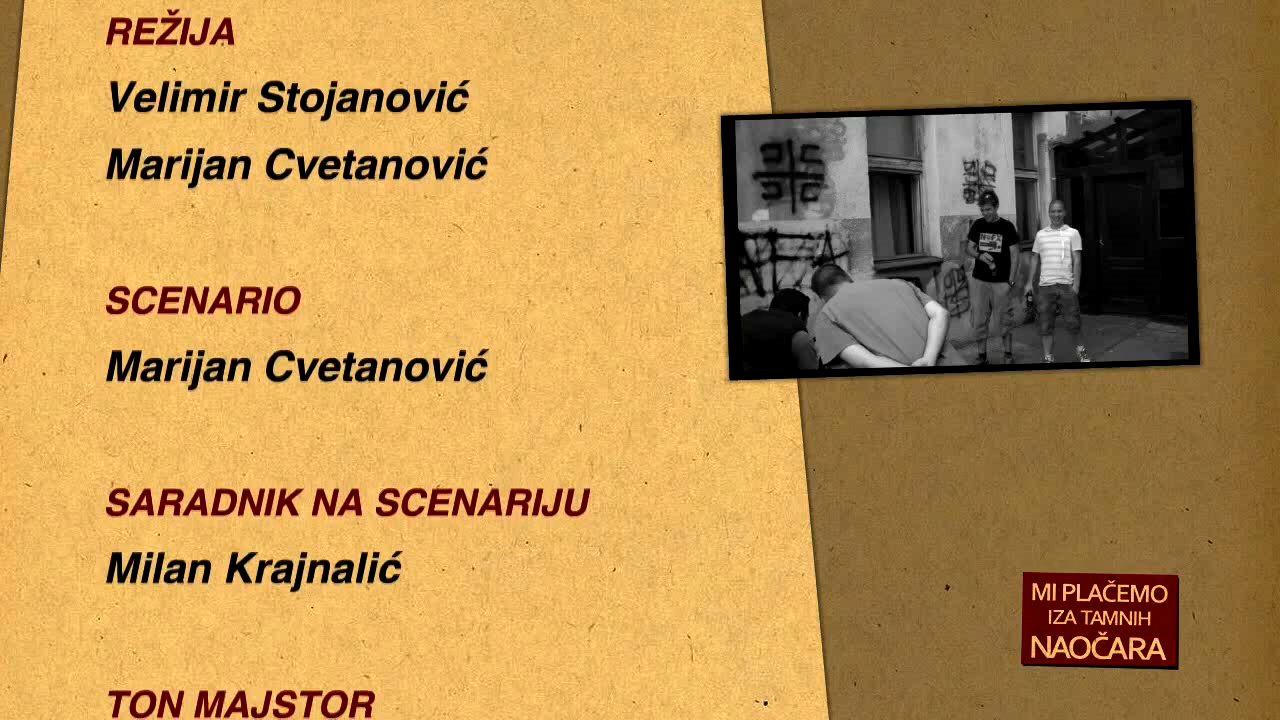 REŽIJA
Velimir Stojanović
Marijan Cvetanović
SCENARIO
Marijan Cvetanović
SARADNIK NA SCENARIJU
Milan Krajnalić
TON MAJSTOR
MI PLAČEMO
IZA TAMNIH
NAOČARA